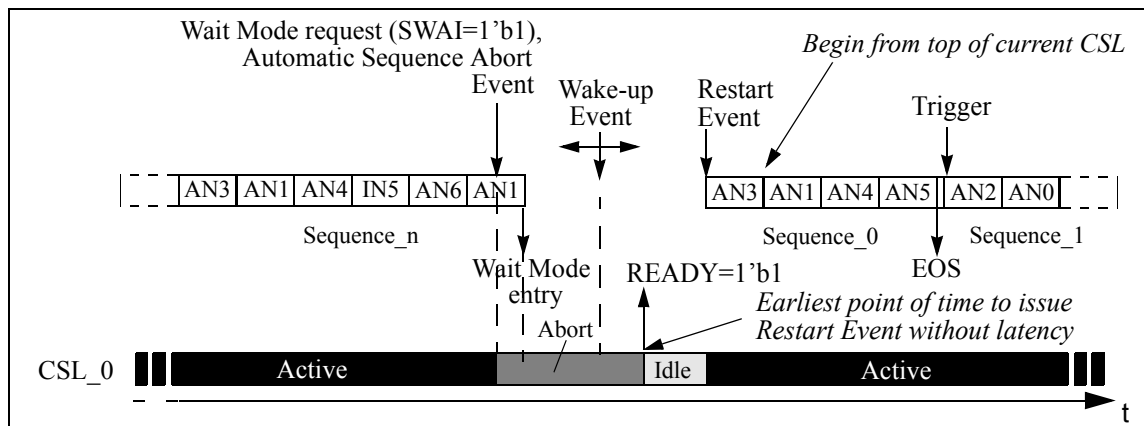 Wait Mode request (SWAI=1’b1),
Automatic Sequence Abort
Event
Wake-up
Event
Restart
Event
Begin from top of current CSL
Trigger
AN3 AN1 AN4 IN5 AN6 AN1
AN3 AN1 AN4 AN5 AN2 AN0
Sequence_n
Sequence_0
Sequence_1
Wait Mode
entry
READY=1’b1
EOS
Earliest point of time to issue
Restart Event without latency
Abort
CSL_0
Active
Idle
Active
t